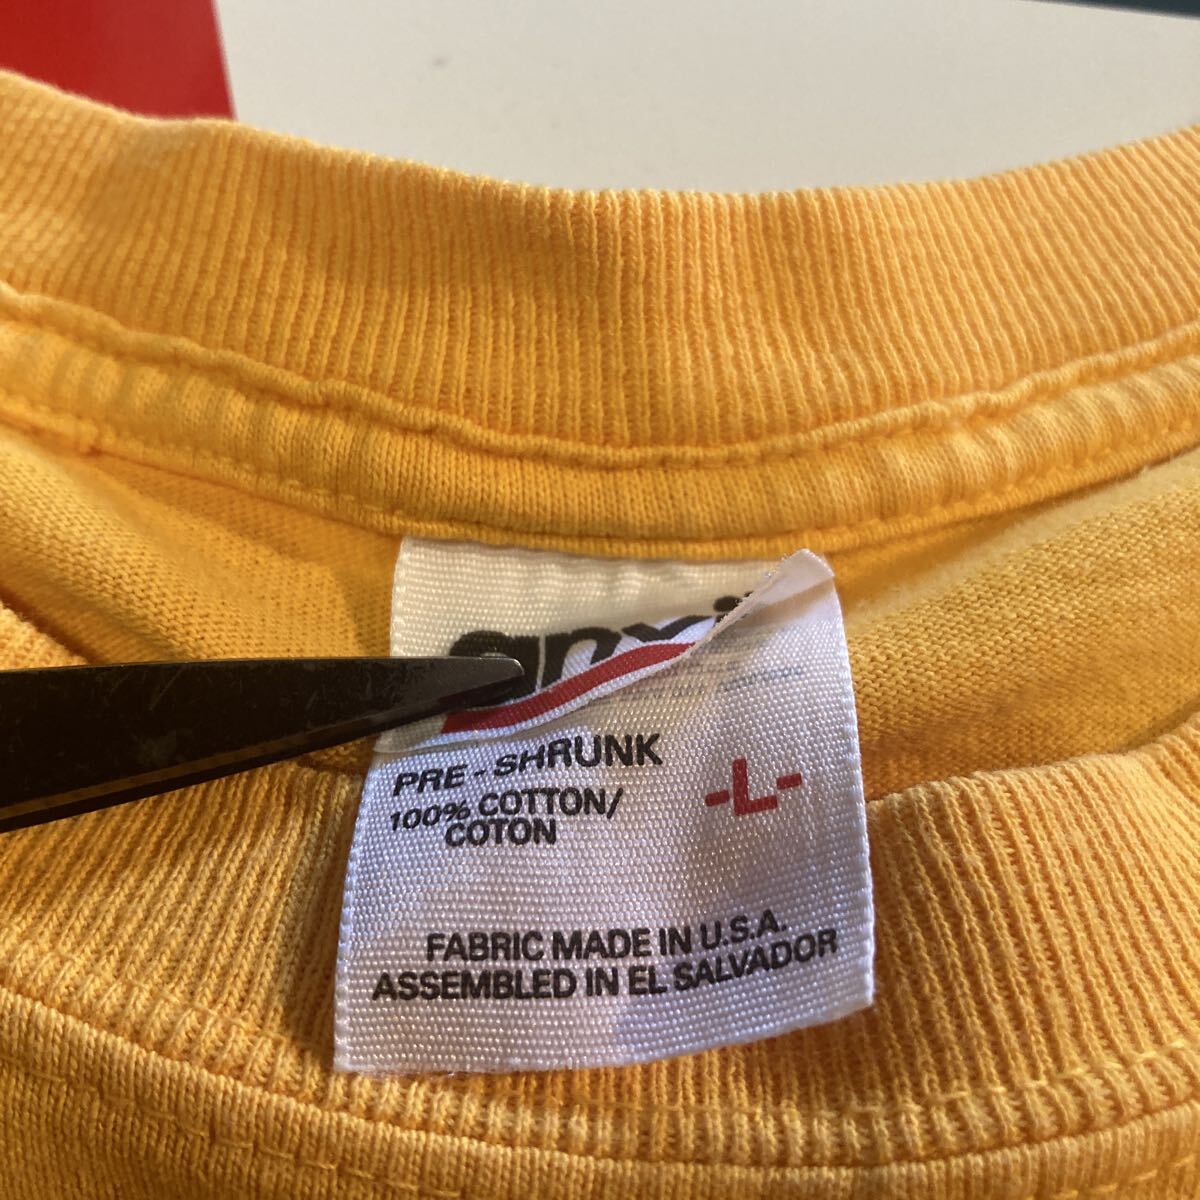 PRE-SHRUNK
100% COTTON/
COTON
-L-
FABRIC MADE IN U.S.A.
ASSEMBLED IN EL SALVADOR